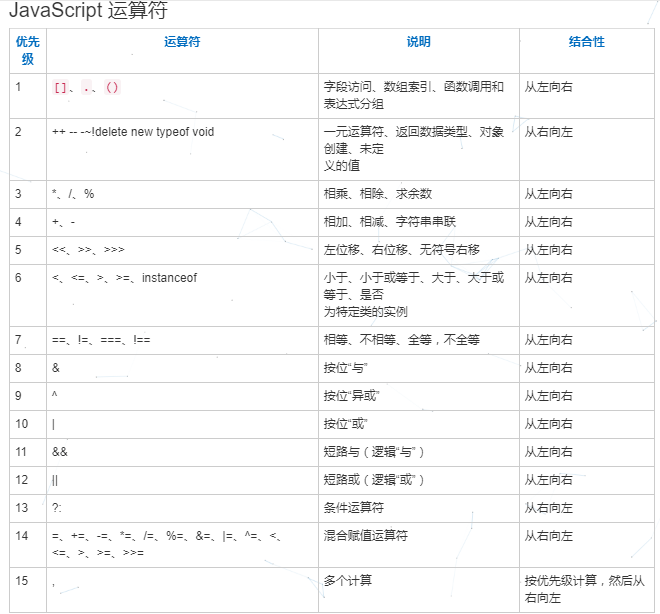 JavaScript 运算符
优先级 运算符 说明 结合性
1 []、.、() 字段访问、数组索引、函数调用和 从左向右
表达式分组
2 ++ -- -~!delete new typeof void 一元运算符、返回数据类型、对象 从右向左
创建、未定
义的值
3 *、/、% 相乘、相除、求余数 从左向右
4 +、- 相加、相减、字符串串联 从左向右
5 <<、>>、>>> 左位移、右位移、无符号右移 从左向右
6 <、<=、>、>=、instanceof 小于、小于或等于、大于、大于或 从左向右
等于、是否
为特定类的实例
7 ==、!=、===、!== 相等、不相等、全等，不全等 从左向右
8 & 按位“与” 从左向右
9 ^ 按位“异或” 从左向右
10 | 按位“或” 从左向右
11 && 短路与（逻辑“与”） 从左向右
12 || 短路或（逻辑“或”） 从左向右
13 ?: 条件运算符 从右向左
14 =、+=、-=、*=、/=、%=、&=、|=、^=、<、 混合赋值运算符 从右向左
<=、>、>=、>>=
15 , 多个计算 按优先级计算，然后从
右向左